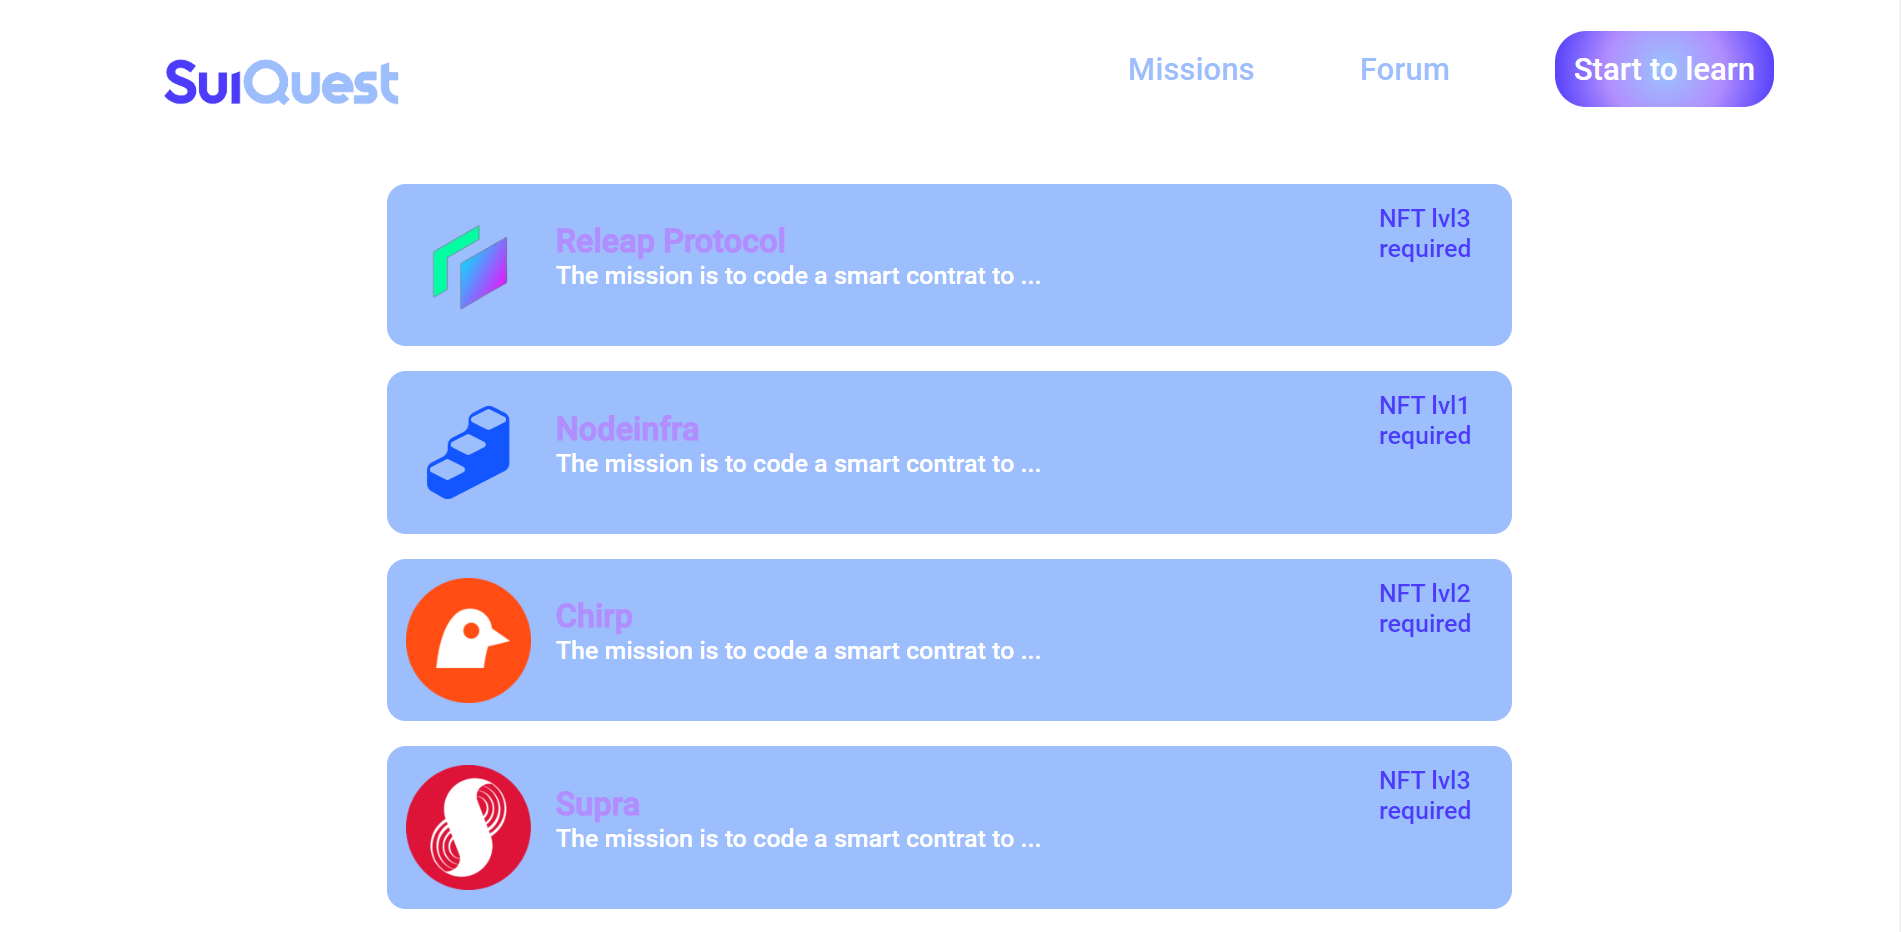 SuiQuest
Missions
Forum
Start to learn
Releap Protocol
The mission is to code a smart contrat to ...
NFT lvl3
required
Nodeinfra
The mission is to code a smart contrat to ...
NFT lvl1
required
Chirp
The mission is to code a smart contrat to ...
NFT lvl2
required
Supra
The mission is to code a smart contrat to ...
NFT lvl3
required